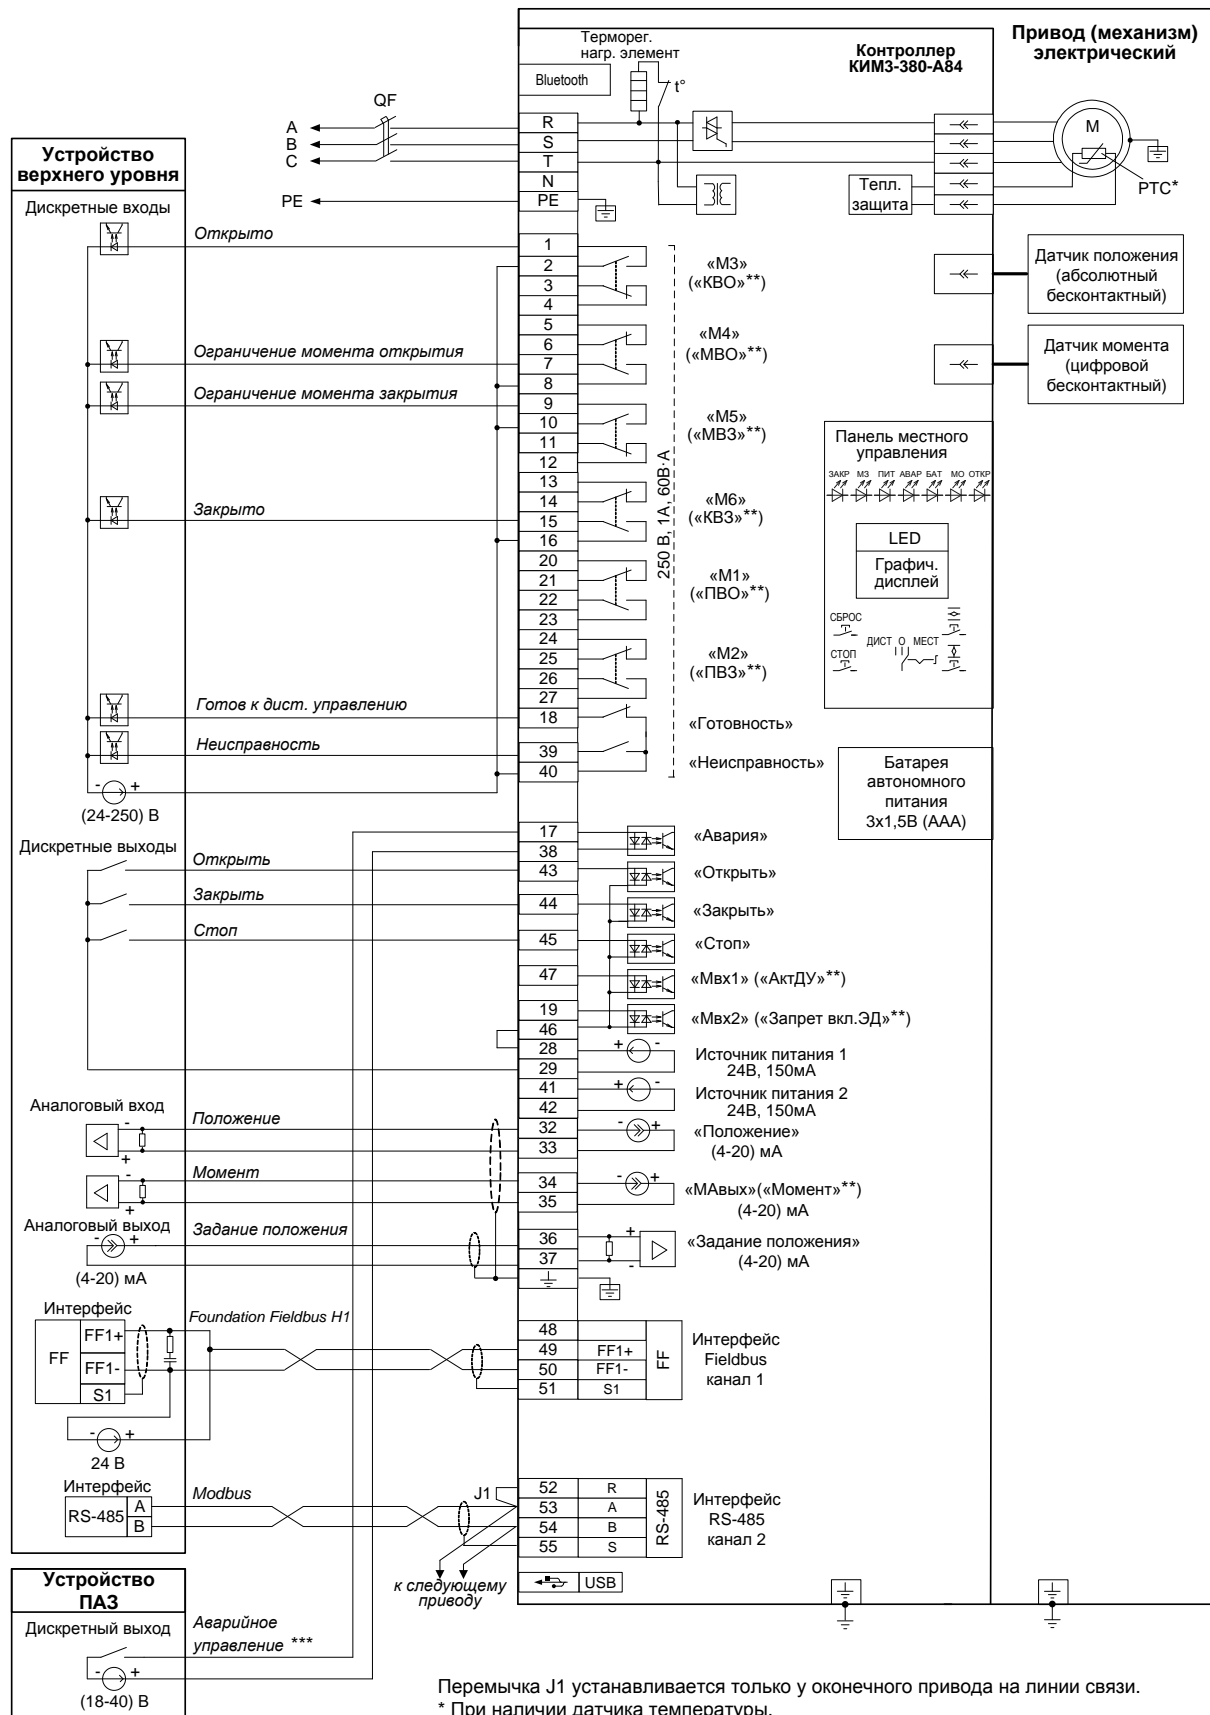 Привод (механизм)
электрический
Контроллер
КИМ3-380-А84
Терморег.
нагр. элемент
Bluetooth
t°
QF
A
B
C
PE
R
S
T
N
PE
M
PTC*
Тепл.
защита
Устройство
верхнего уровня
Дискретные входы
Открыто
Ограничение момента открытия
Ограничение момента закрытия
Закрыто
Готов к дист. управлению
Неисправность
- +
(24-250) В
1
2
3
4
5
6
7
8
9
10
11
12
13
14
15
16
20
21
22
23
24
25
26
27
18
39
40
«М3»
(«КВО»**)
«М4»
(«МВО»**)
«М5»
(«МВЗ»**)
«М6»
(«КВЗ»**)
«М1»
(«ПВО»**)
«М2»
(«ПВЗ»**)
«Готовность»
«Неисправность»
250 В, 1А, 60В·А
Датчик положения
(абсолютный
бесконтактный)
Датчик момента
(цифровой
бесконтактный)
Панель местного
управления
ЗАКР МЗ ПИТ АВАР БАТ МО ОТКР
LED
Графич.
дисплей
СБРОС
СТОП
ДИСТ О МЕСТ
Батарея
автономного
питания
3х1,5В (ААА)
Дискретные выходы
Открыть
Закрыть
Стоп
17
38
43
44
45
47
19
46
28
29
41
42
32
33
34
35
36
37
«Авария»
«Открыть»
«Закрыть»
«Стоп»
«Мвх1» («АктДУ»**)
«Мвх2» («Запрет вкл.ЭД»**)
+ -
Источник питания 1
24В, 150мА
+ -
Источник питания 2
24В, 150мА
- +
«Положение»
(4-20) мА
- +
«МАвых»(«Момент»**)
(4-20) мА
+
-
«Задание положения»
(4-20) мА
Аналоговый вход
-
+
Положение
-
+
Момент
Аналоговый выход
- +
Задание положения
(4-20) мА
Интерфейс
FF
FF1+
FF1-
S1
Foundation Fieldbus H1
- +
24 В
48
49 FF1+
50 FF1-
51 S1
FF
Интерфейс
Fieldbus
канал 1
Интерфейс
RS-485
A
B
Modbus
J1
52 R
53 A
54 B
55 S
RS-485
Интерфейс
RS-485
канал 2
USB
к следующему
приводу
Устройство
ПАЗ
Дискретный выход
Аварийное
управление ***
- +
(18-40) В
Перемычка J1 устанавливается только у оконечного привода на линии связи.
* При наличии датчика температуры.